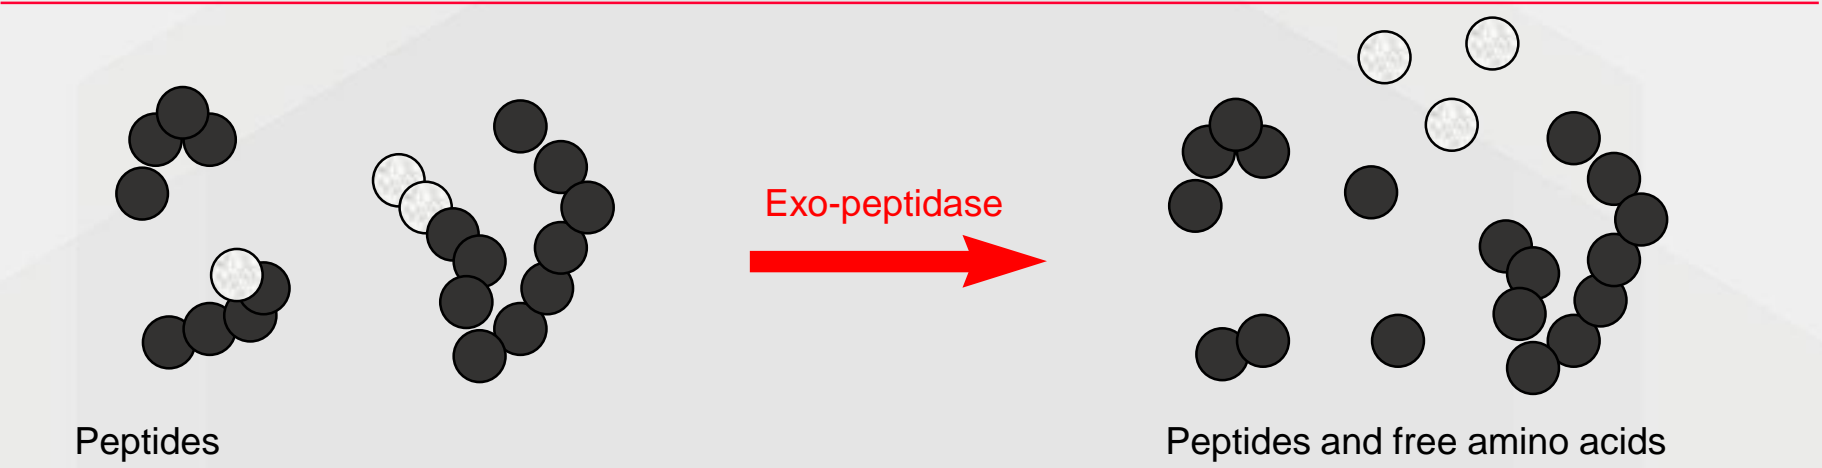 Exo-peptidase
Peptides
Peptides and free amino acids